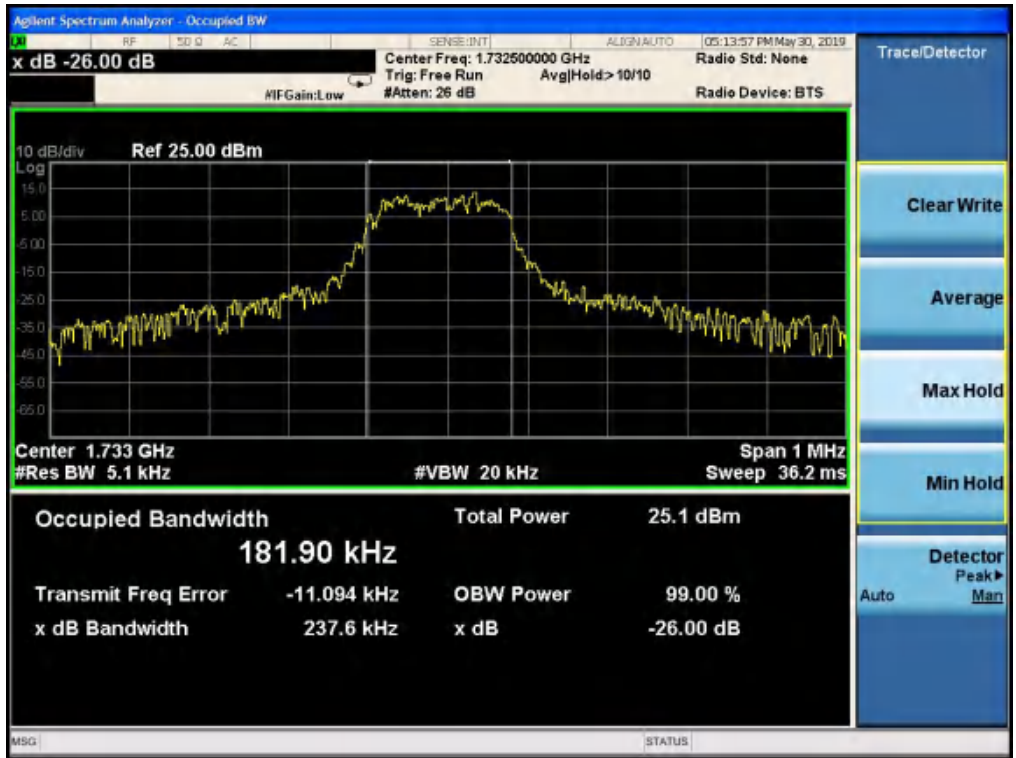 Agilent Spectrum Analyzer - Occupied BW
RF 50 Ω AC SENSE:INT ALIGNAUTO 05:13:57 PM May 30, 2019
x dB -26.00 dB Center Freq: 1.732500000 GHz Radio Std: None
Trig: Free Run Avg|Hold:> 10/10
#IFGain:Low #Atten: 26 dB Radio Device: BTS
10 dB/div Ref 25.00 dBm
Log
15.0
5.00
-5.00
-15.0
-25.0
-35.0
-45.0
-55.0
-65.0
Center 1.733 GHz Span 1 MHz
#Res BW 5.1 kHz #VBW 20 kHz Sweep 36.2 ms
Occupied Bandwidth Total Power 25.1 dBm
181.90 kHz
Transmit Freq Error -11.094 kHz OBW Power 99.00 %
x dB Bandwidth 237.6 kHz x dB -26.00 dB
MSG STATUS
Trace/Detector
Clear Write
Average
Max Hold
Min Hold
Detector
Peak▶
Auto Man